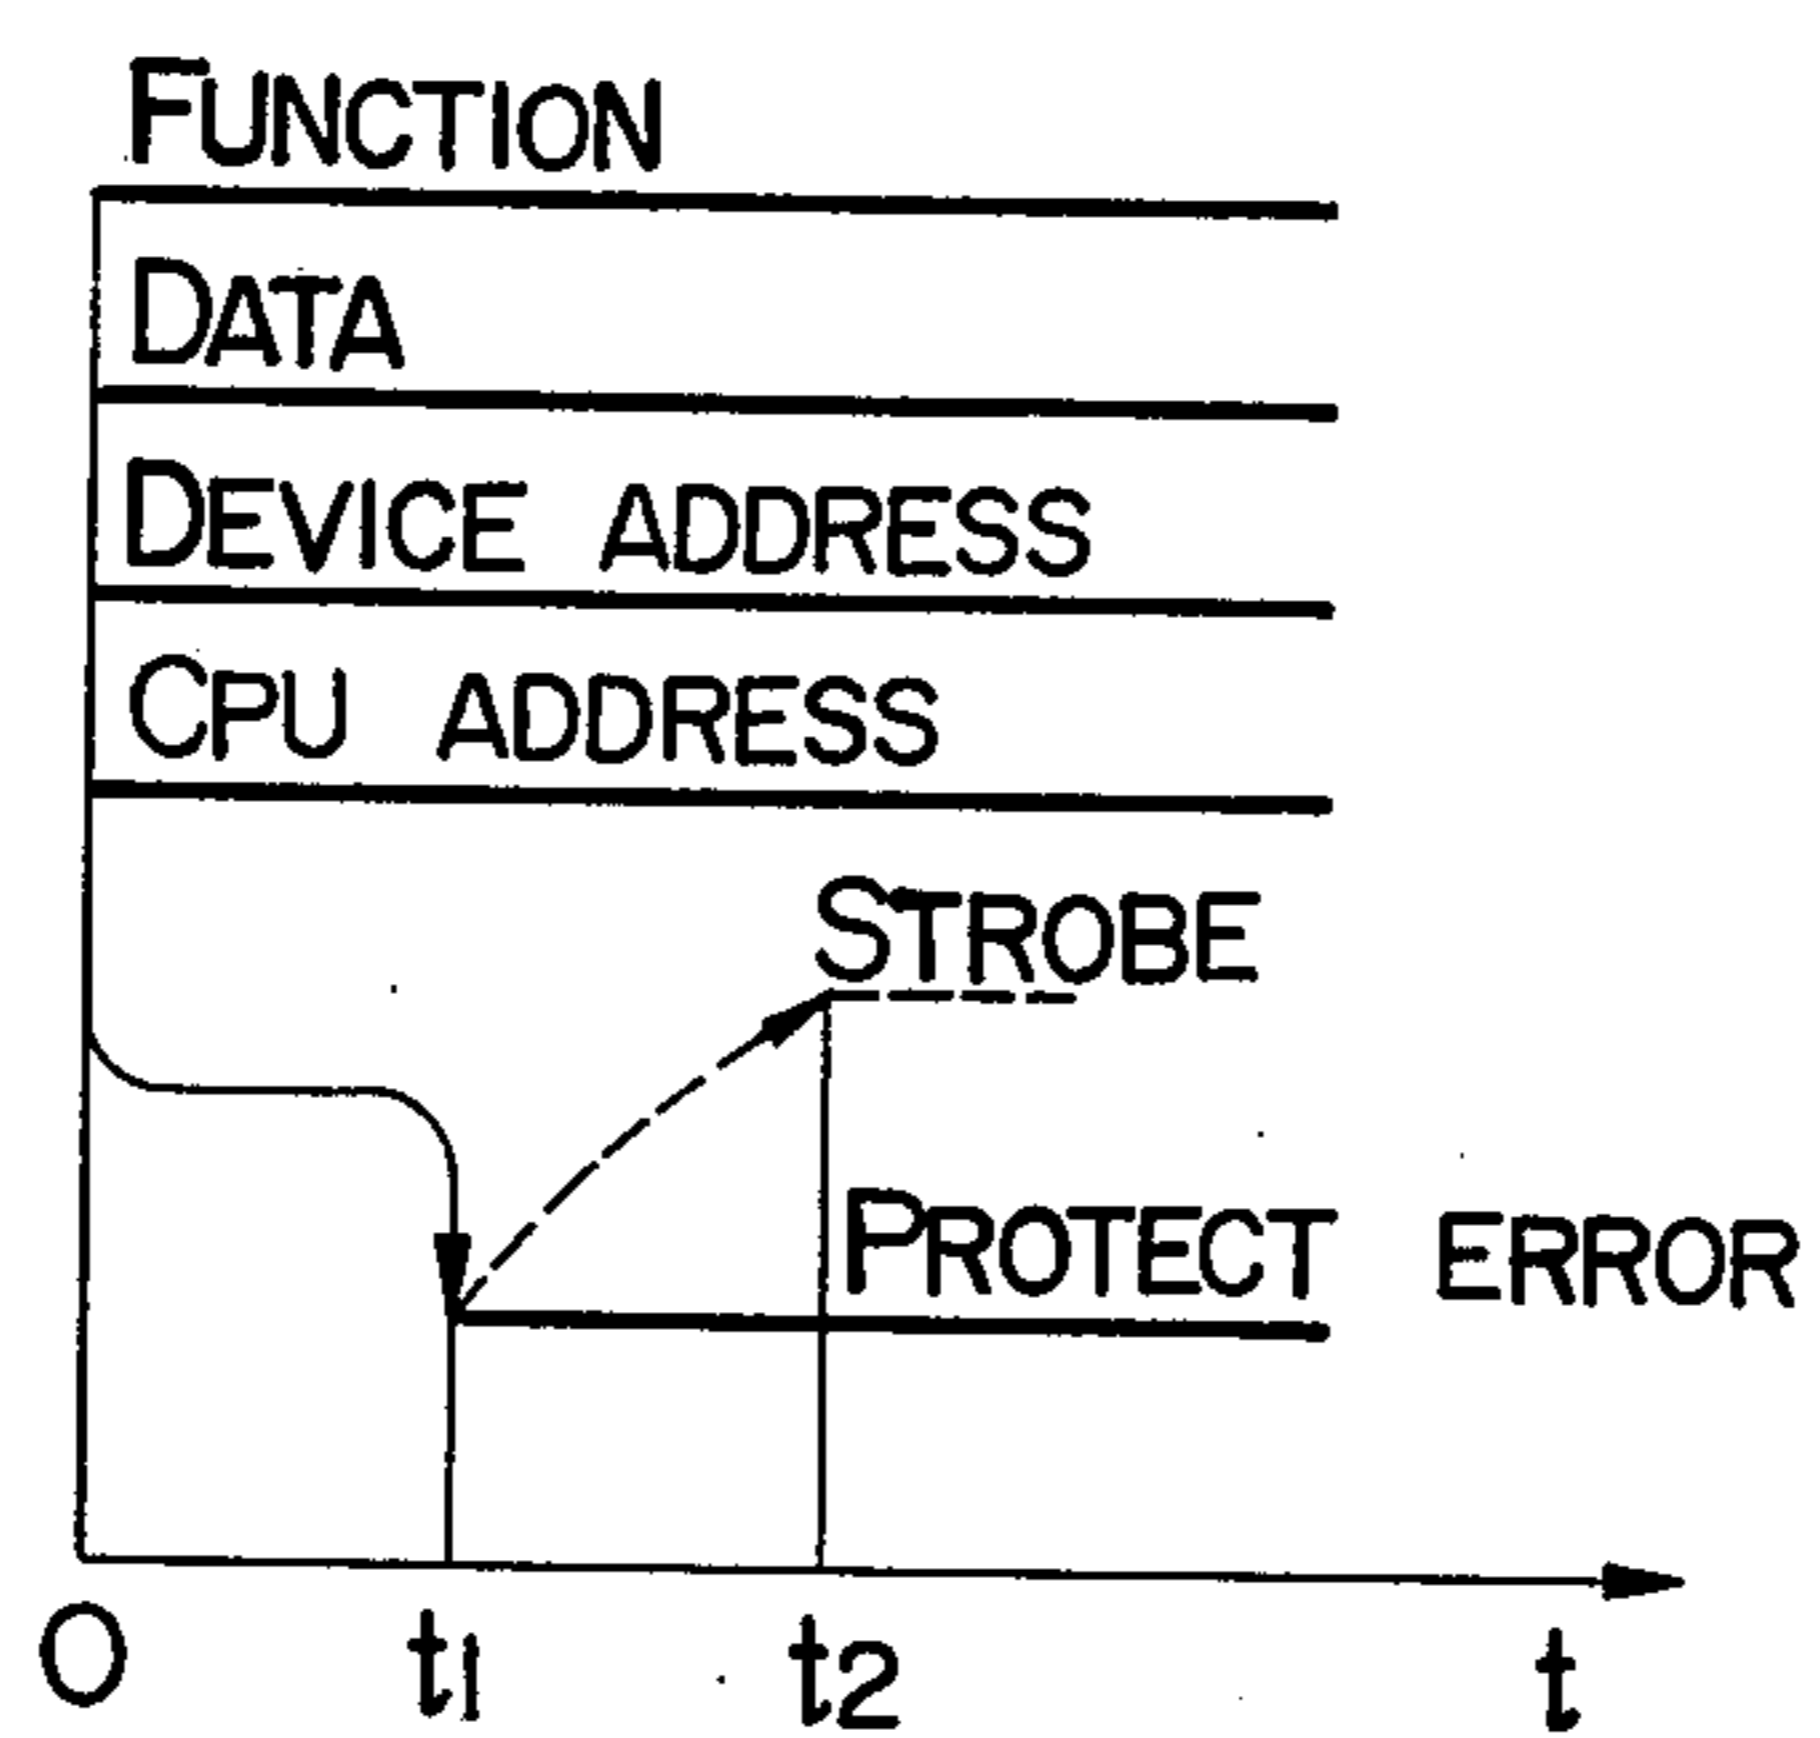 FUNCTION
DATA
DEVICE ADDRESS
CPU ADDRESS
STROBE
PROTECT ERROR
O t1 t2 t